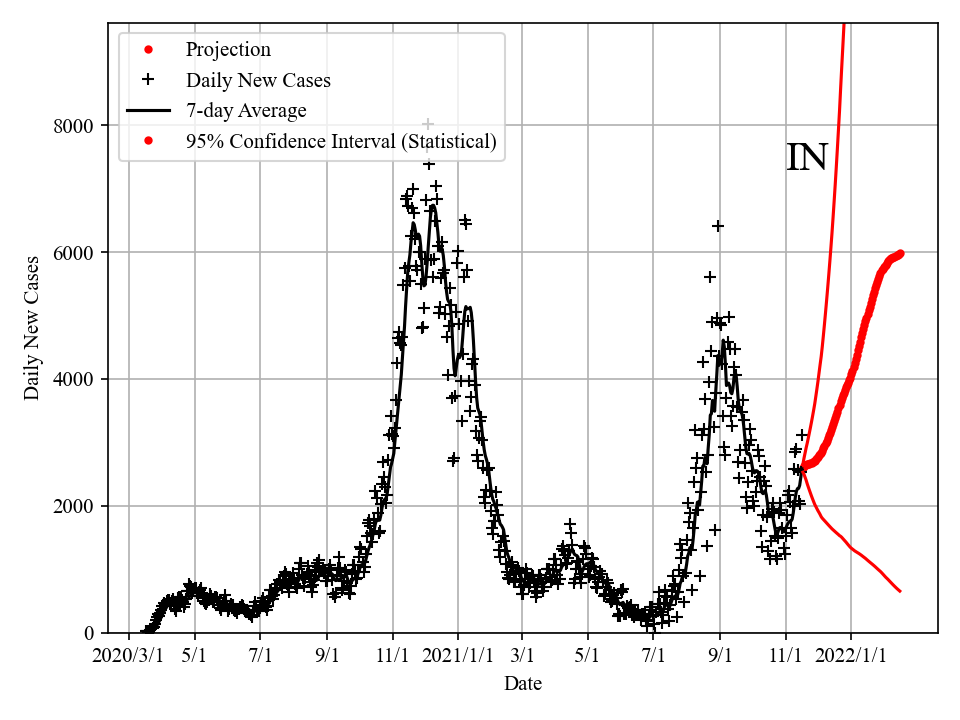 Projection
Daily New Cases
7-day Average
95% Confidence Interval (Statistical)
IN
Daily New Cases
8000
6000
4000
2000
0
2020/3/1 5/1 7/1 9/1 11/1 2021/1/1 3/1 5/1 7/1 9/1 11/1 2022/1/1
Date